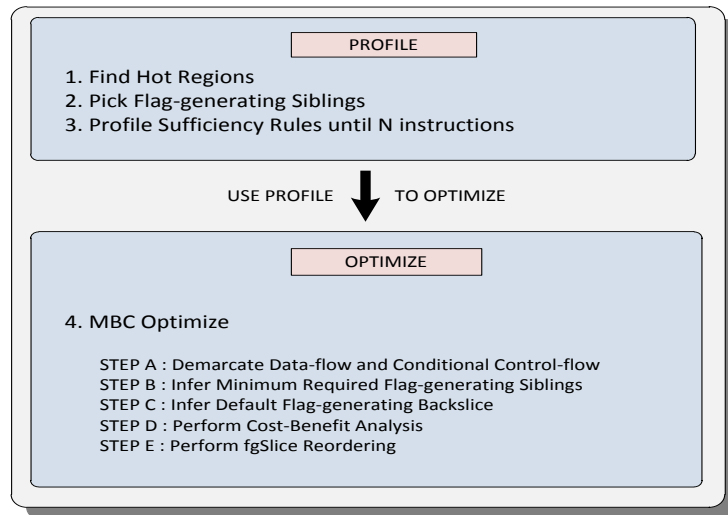 PROFILE
1. Find Hot Regions
2. Pick Flag-generating Siblings
3. Profile Sufficiency Rules until N instructions
USE PROFILE TO OPTIMIZE
OPTIMIZE
4. MBC Optimize
STEP A : Demarcate Data-flow and Conditional Control-flow
STEP B : Infer Minimum Required Flag-generating Siblings
STEP C : Infer Default Flag-generating Backslice
STEP D : Perform Cost-Benefit Analysis
STEP E : Perform fgSlice Reordering